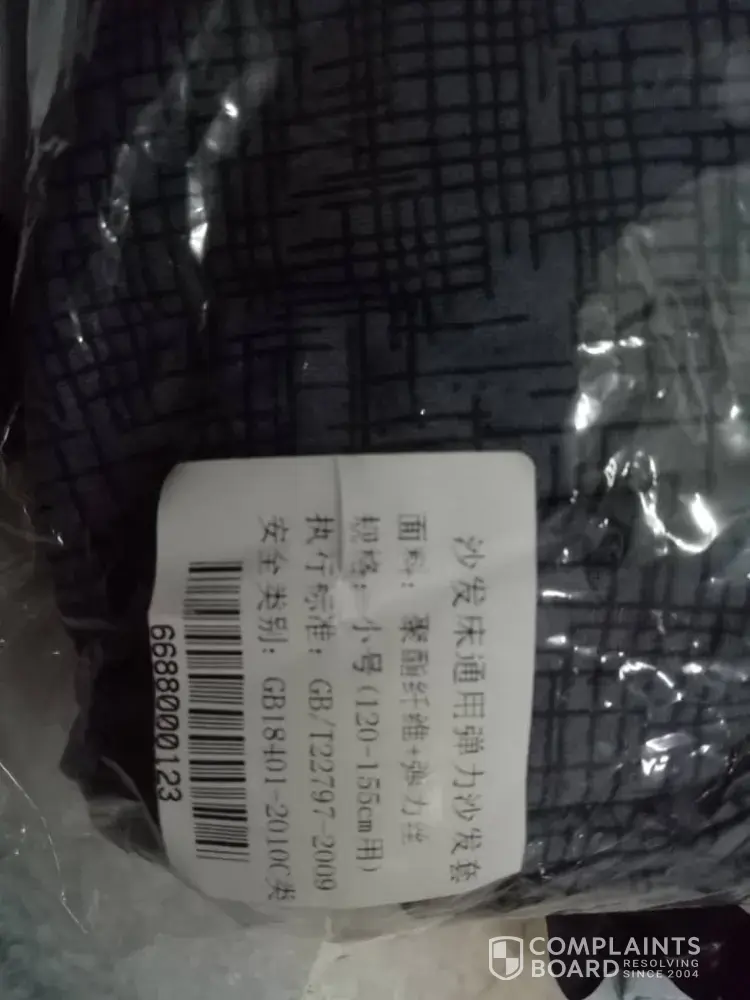 沙发床通用弹力沙发套
面料：聚酯纤维+弹力丝
规格：小号(120-155cm用)
执行标准：GB/T22797-2009
安全类别：GB18401-2010C类
6688000123
COMPLAINTS
BOARD RESOLVING
SINCE 2004